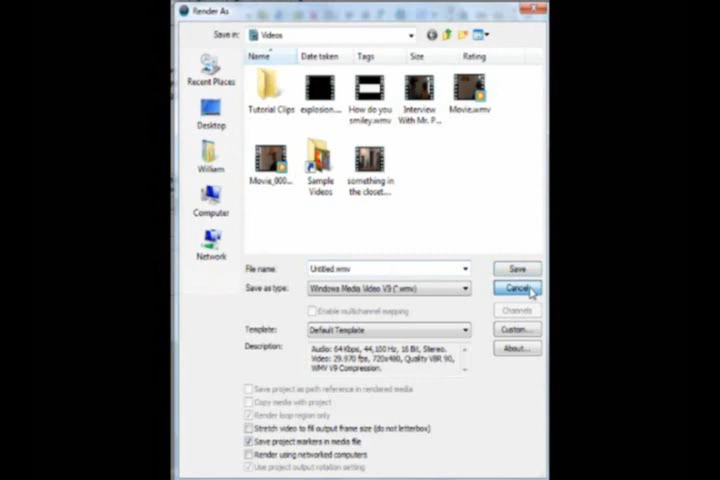 Render As
Save in:
Videos
Name
Date taken
Tags
Size
Rating
Recent Places
Desktop
William
Computer
Network
Tutorial Clips
explosion....
How do you
smiley.wmv
Interview
With Mr. P...
Movie.wmv
Movie_000...
Sample
Videos
something in
the closet....
File name:
Untitled.wmv
Save
Save as type:
Windows Media Video V9 (*.wmv)
Cancel
Enable multichannel mapping
Channels
Template:
Default Template
Custom...
Description:
Audio: 64 Kbps, 44,100 Hz, 16 Bit, Stereo.
Video: 29.970 fps, 720x480, Quality VBR 90,
WMV V9 Compression.
About...
Save project as path reference in rendered media
Copy media with project
Render loop region only
Stretch video to fill output frame size (do not letterbox)
Save project markers in media file
Render using networked computers
Use project output rotation setting